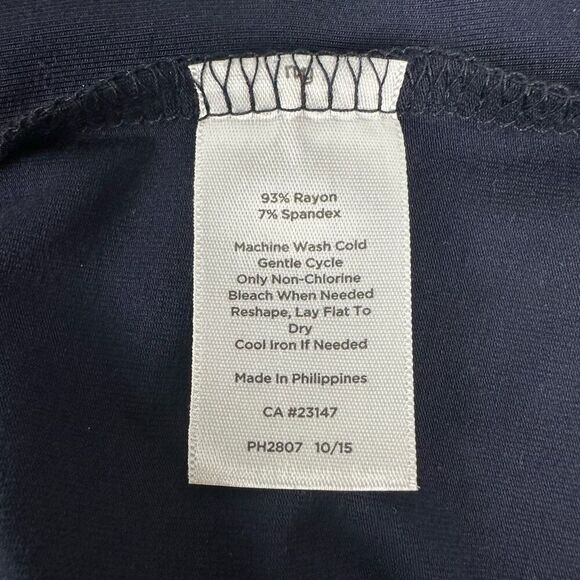 93% Rayon
7% Spandex
Machine Wash Cold
Gentle Cycle
Only Non-Chlorine
Bleach When Needed
Reshape, Lay Flat To
Dry
Cool Iron If Needed
Made In Philippines
CA #23147
PH2807 10/15